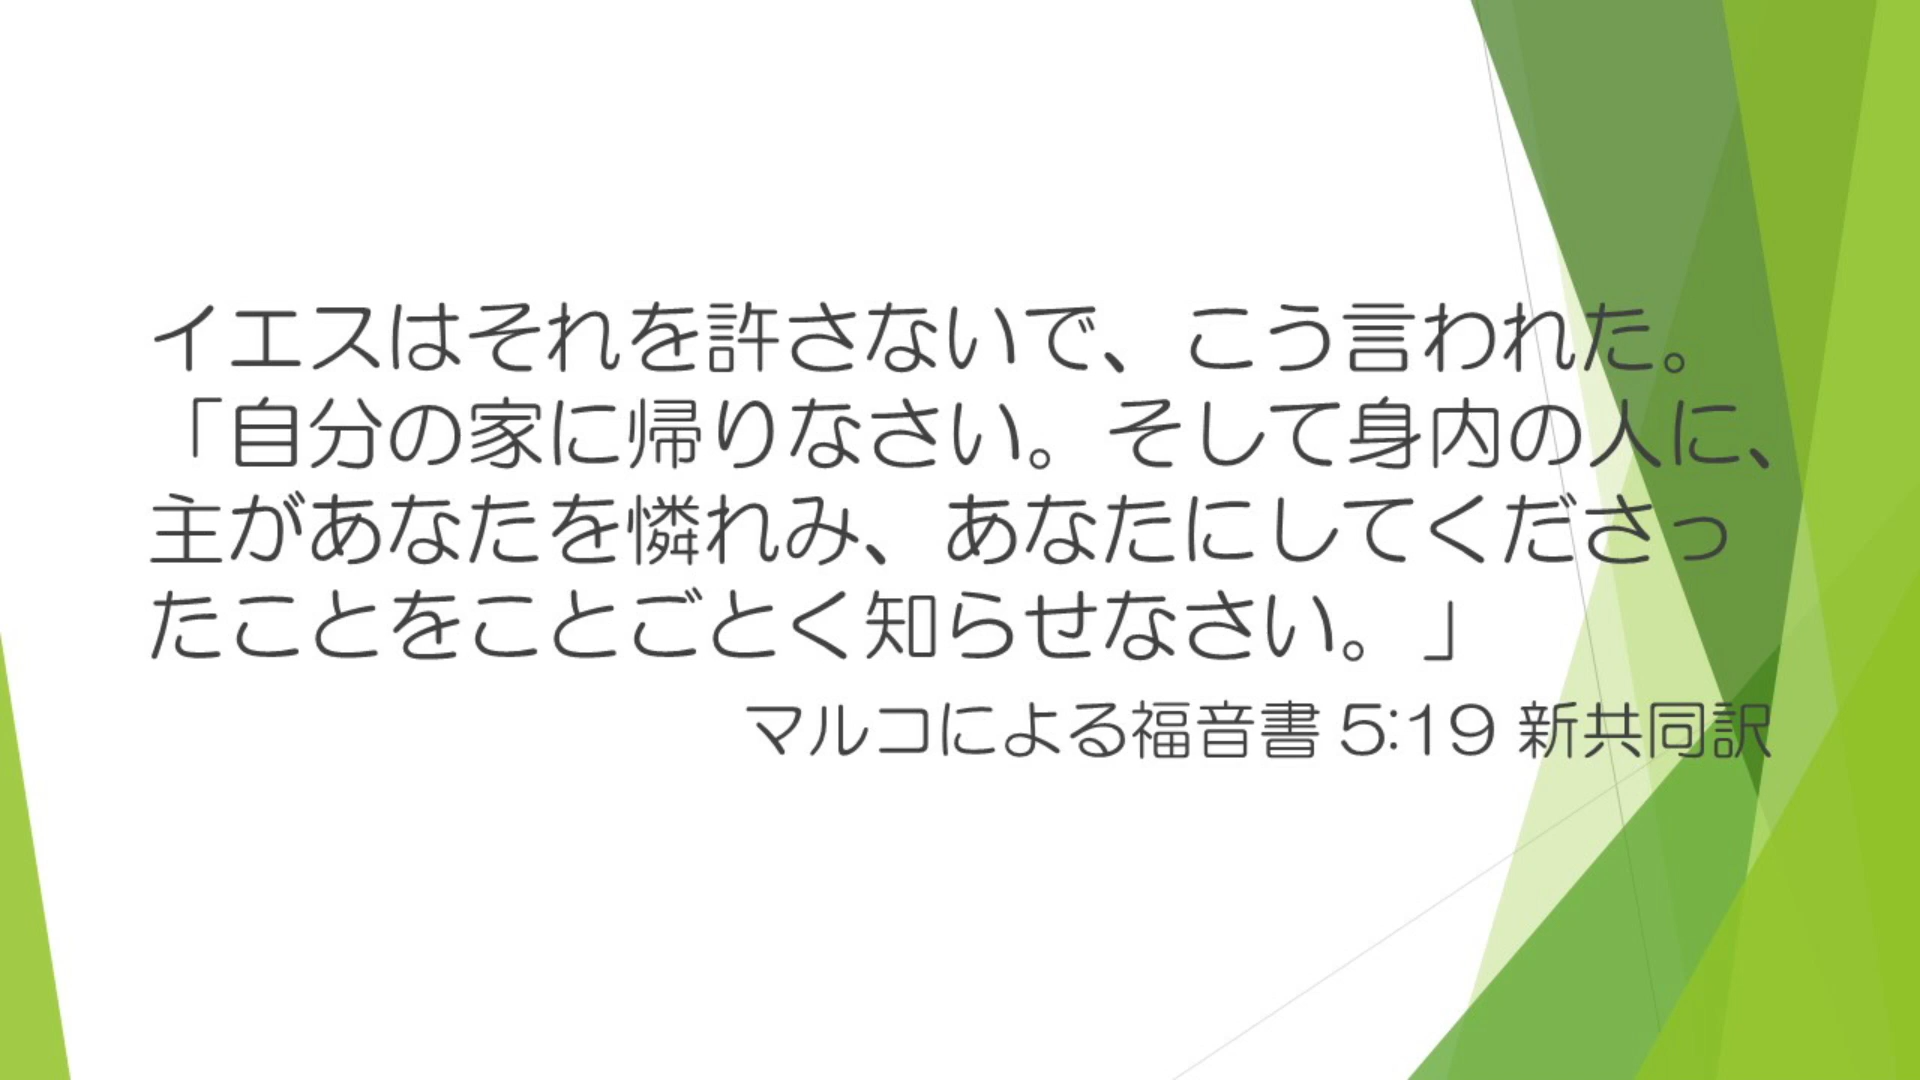 イエスはそれを許さないで、こう言われた。
「自分の家に帰りなさい。そして身内の人に、
主があなたを憐れみ、あなたにしてくださっ
たことをことごとく知らせなさい。」
マルコによる福音書 5:19 新共同訳